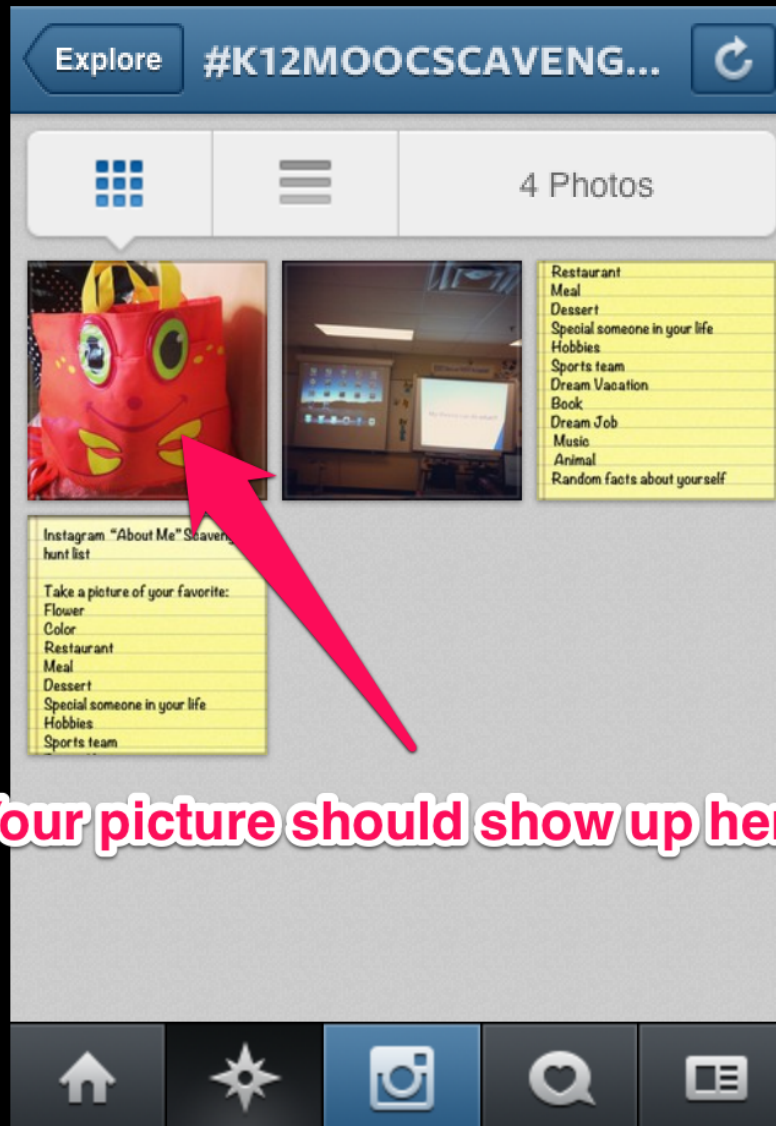 Explore
#K12MOOCSCAVENG...
4 Photos
Restaurant
Meal
Dessert
Special someone in your life
Hobbies
Sports team
Dream Vacation
Book
Dream Job
Music
Animal
Random facts about yourself
Instagram "About Me" Scaveng
hunt list
Take a picture of your favorite:
Flower
Color
Restaurant
Meal
Dessert
Special someone in your life
Hobbies
Sports team
our picture should show up her